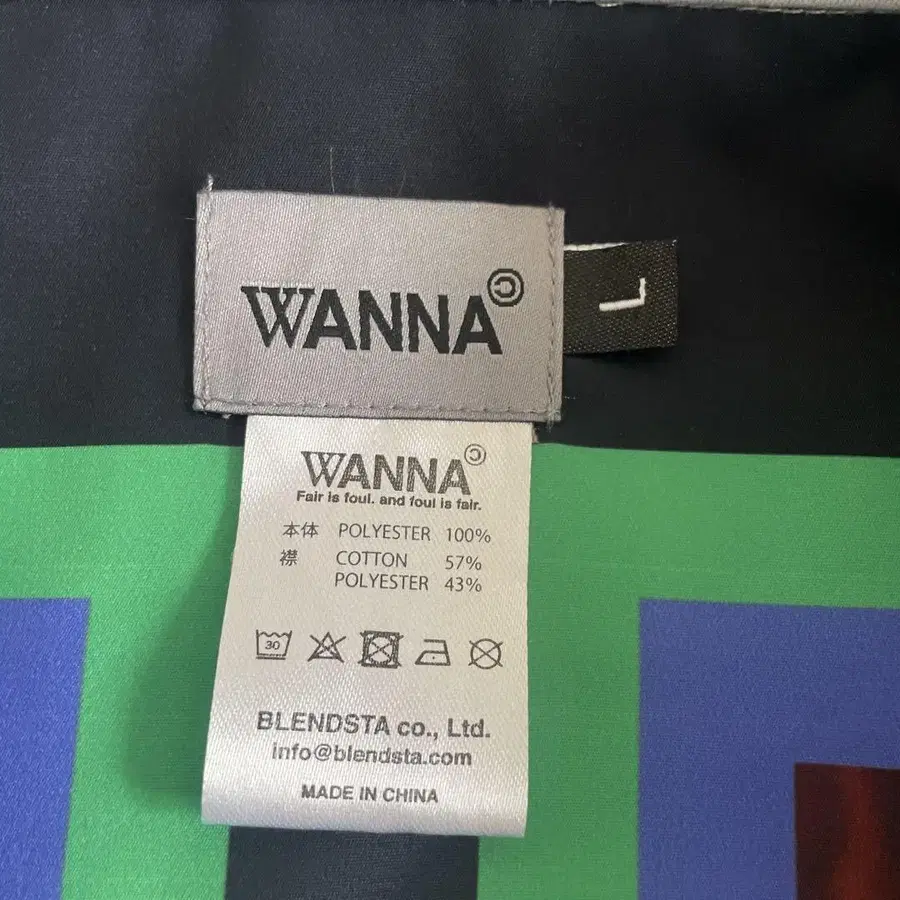 WANNA©
L
WANNA©
Fair is foul. and foul is fair.
本体 POLYESTER 100%
襟 COTTON 57%
POLYESTER 43%
30
BLENDSTA co., Ltd.
info@blendsta.com
MADE IN CHINA